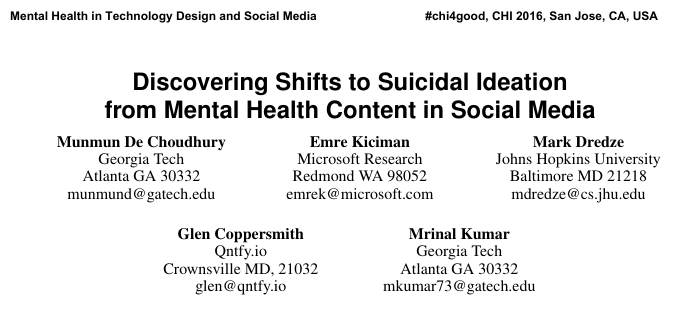 Mental Health in Technology Design and Social Media #chi4good, CHI 2016, San Jose, CA, USA
Discovering Shifts to Suicidal Ideation
from Mental Health Content in Social Media
Munmun De Choudhury
Georgia Tech
Atlanta GA 30332
munmund@gatech.edu
Emre Kiciman
Microsoft Research
Redmond WA 98052
emrek@microsoft.com
Mark Dredze
Johns Hopkins University
Baltimore MD 21218
mdredze@cs.jhu.edu
Glen Coppersmith
Qntfy.io
Crownsville MD, 21032
glen@qntfy.io
Mrinal Kumar
Georgia Tech
Atlanta GA 30332
mkumar73@gatech.edu